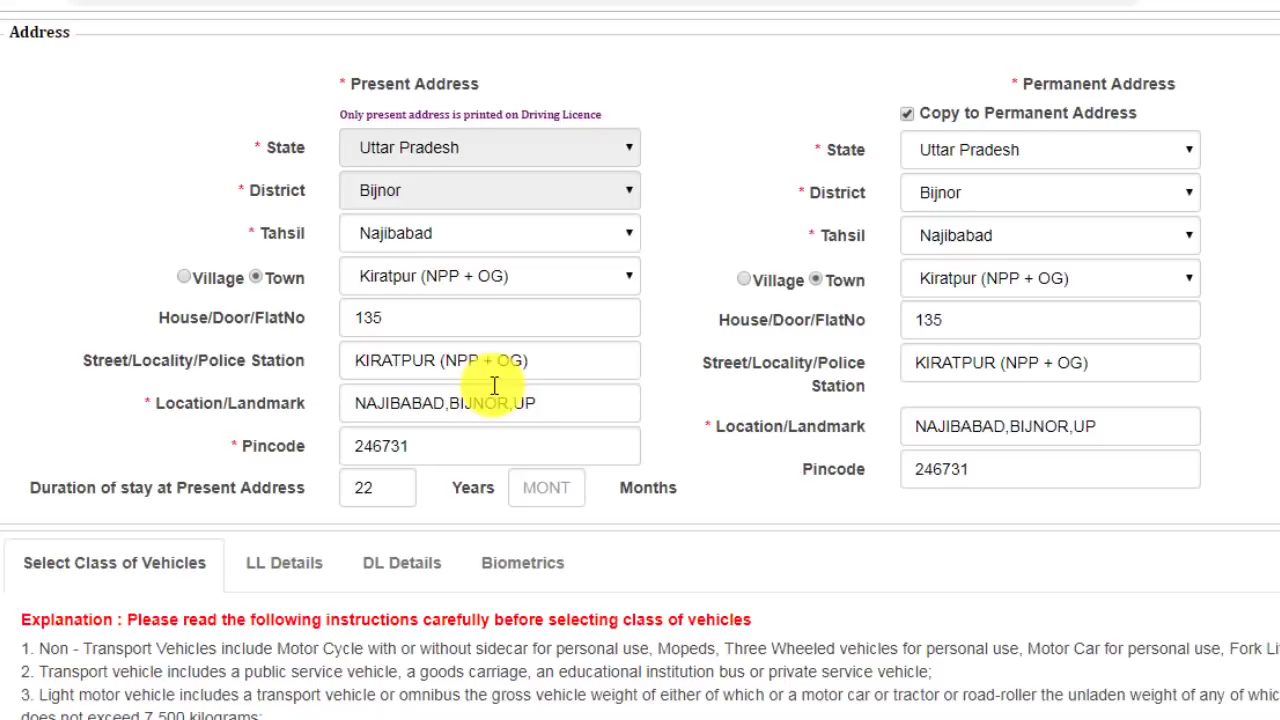 Address
* Present Address
Only present address is printed on Driving Licence
* State Uttar Pradesh
* District Bijnor
* Tahsil Najibabad
Village Town Kiratpur (NPP + OG)
House/Door/FlatNo 135
Street/Locality/Police Station KIRATPUR (NPP + OG)
* Location/Landmark NAJIBABAD,BIJNOR,UP
* Pincode 246731
Duration of stay at Present Address 22 Years MONT Months
* Permanent Address
Copy to Permanent Address
* State Uttar Pradesh
* District Bijnor
* Tahsil Najibabad
Village Town Kiratpur (NPP + OG)
House/Door/FlatNo 135
Street/Locality/Police KIRATPUR (NPP + OG)
Station
* Location/Landmark NAJIBABAD,BIJNOR,UP
Pincode 246731
Select Class of Vehicles LL Details DL Details Biometrics
Explanation : Please read the following instructions carefully before selecting class of vehicles
1. Non - Transport Vehicles include Motor Cycle with or without sidecar for personal use, Mopeds, Three Wheeled vehicles for personal use, Motor Car for personal use, Fork Li
2. Transport vehicle includes a public service vehicle, a goods carriage, an educational institution bus or private service vehicle;
3. Light motor vehicle includes a transport vehicle or omnibus the gross vehicle weight of either of which or a motor car or tractor or road-roller the unladen weight of any of whic
does not exceed 7,500 kilograms;